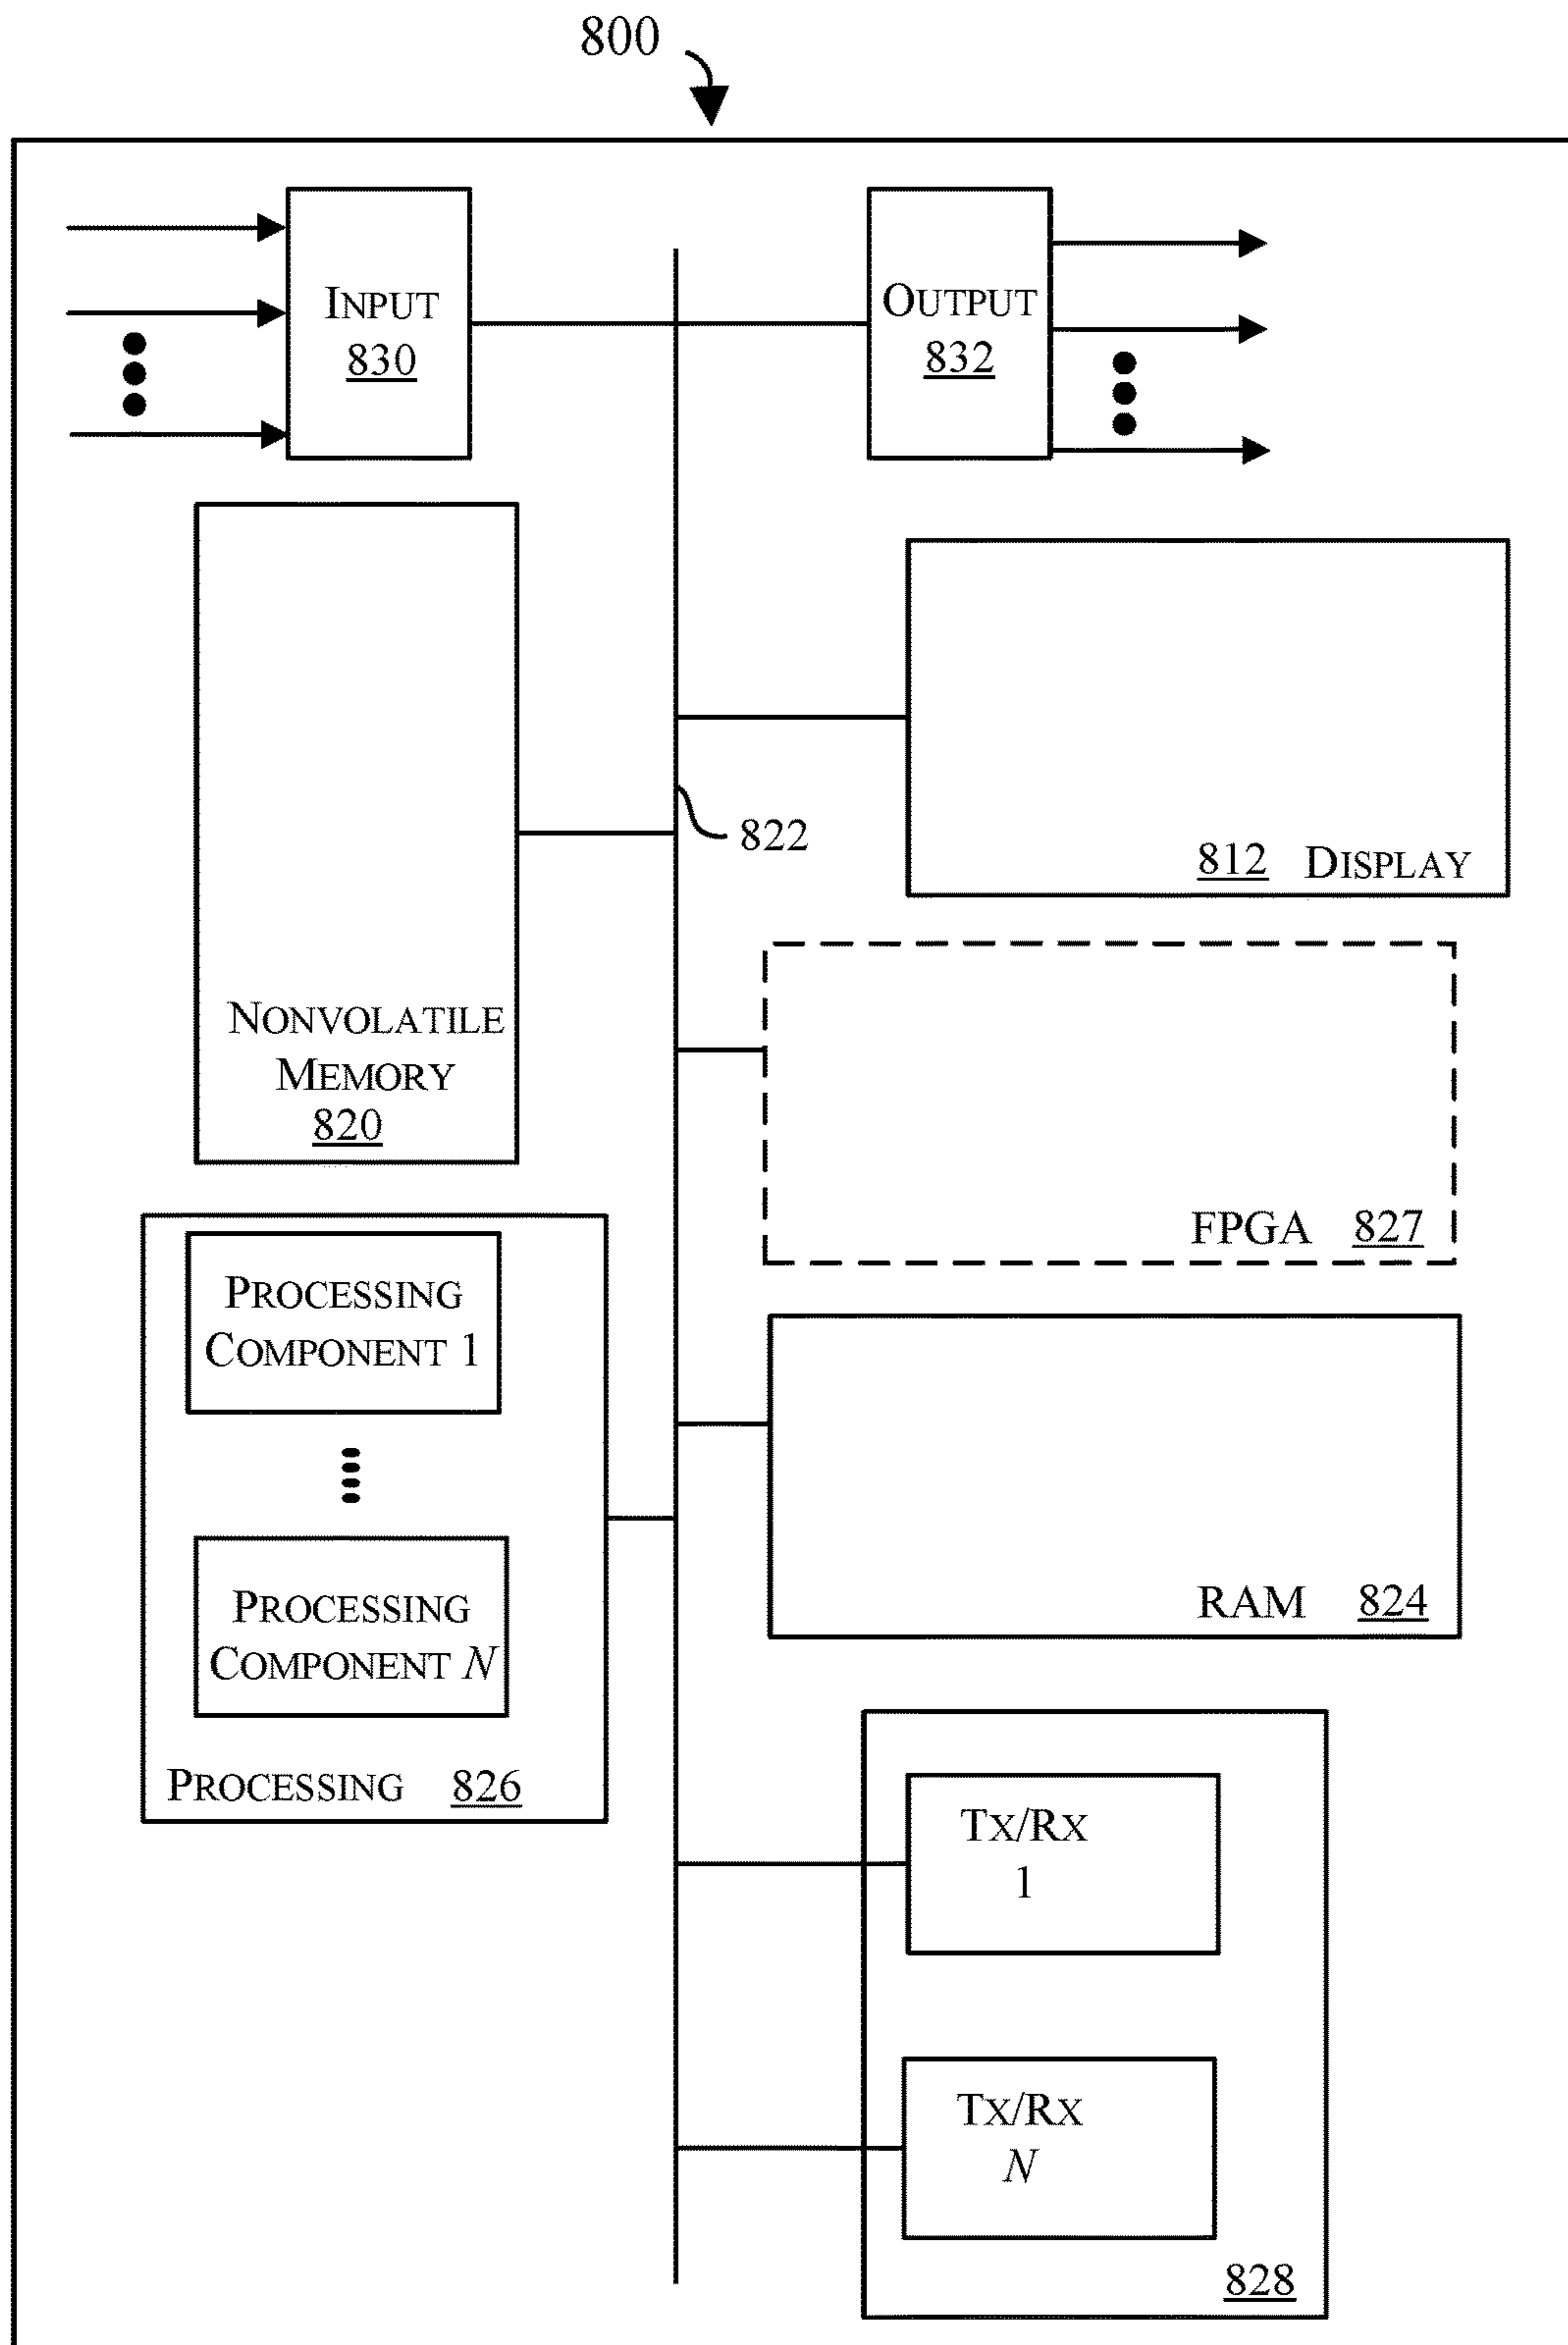 800
INPUT
830
OUTPUT
832
812 DISPLAY
822
NONVOLATILE
MEMORY
820
FPGA 827
PROCESSING
COMPONENT 1
PROCESSING
COMPONENT N
PROCESSING 826
RAM 824
TX/RX
1
TX/RX
N
828